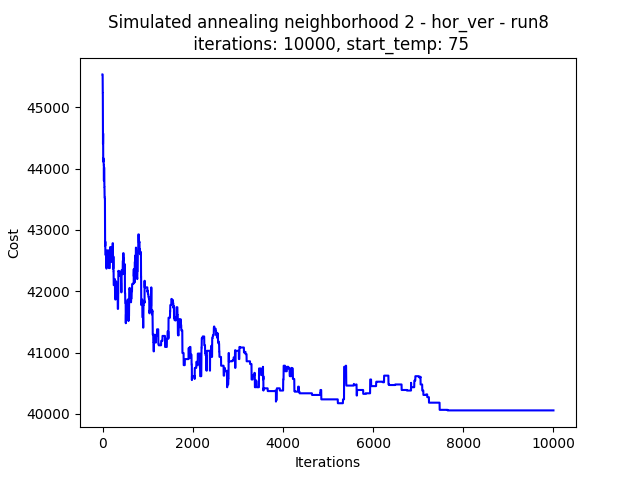 Simulated annealing neighborhood 2 - hor_ver - run8
iterations: 10000, start_temp: 75
45000
44000
43000
42000
41000
40000
Cost
0 2000 4000 6000 8000 10000
Iterations